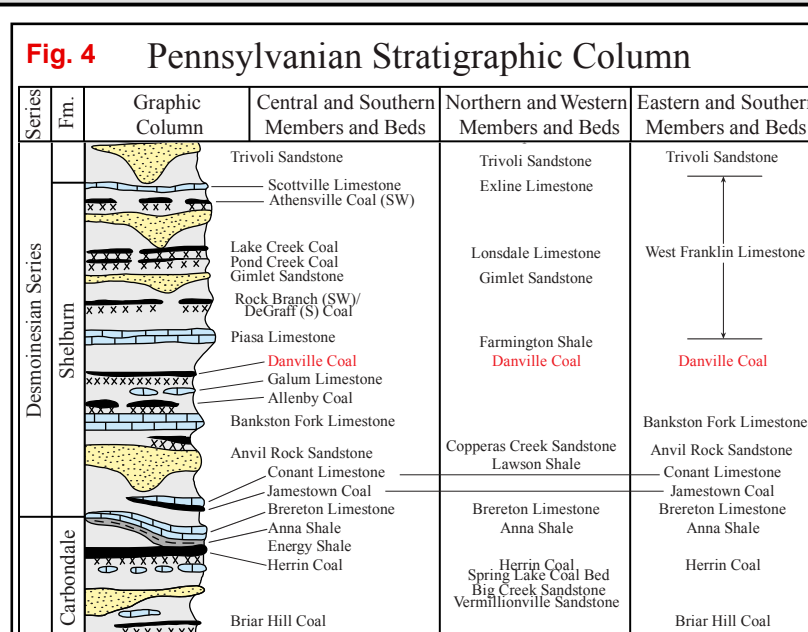 Fig. 4
Pennsylvanian Stratigraphic Column
Series
Fm.
Graphic
Column
Central and Southern
Members and Beds
Northern and Western
Members and Beds
Eastern and Southern
Members and Beds
Desmoinesian Series
Shelburn
Carbondale
Trivoli Sandstone
Scottville Limestone
Athensville Coal (SW)
Lake Creek Coal
Pond Creek Coal
Gimlet Sandstone
Rock Branch (SW)/
DeGraff (S) Coal
Piasa Limestone
Danville Coal
Galum Limestone
Allenby Coal
Bankston Fork Limestone
Anvil Rock Sandstone
Conant Limestone
Jamestown Coal
Brereton Limestone
Anna Shale
Energy Shale
Herrin Coal
Briar Hill Coal
Trivoli Sandstone
Exline Limestone
Lonsdale Limestone
Gimlet Sandstone
Farmington Shale
Danville Coal
Copperas Creek Sandstone
Lawson Shale
Brereton Limestone
Anna Shale
Herrin Coal
Spring Lake Coal Bed
Big Creek Sandstone
Vermillionville Sandstone
Trivoli Sandstone
West Franklin Limestone
Danville Coal
Bankston Fork Limestone
Anvil Rock Sandstone
Conant Limestone
Jamestown Coal
Brereton Limestone
Anna Shale
Herrin Coal
Briar Hill Coal